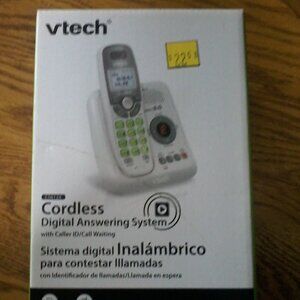 vtech
Cordless
Digital Answering System
with Caller ID/Call Waiting
Sistema digital Inalámbrico
para contestar Illamadas
con identificador de llamadas/Llamada en espera